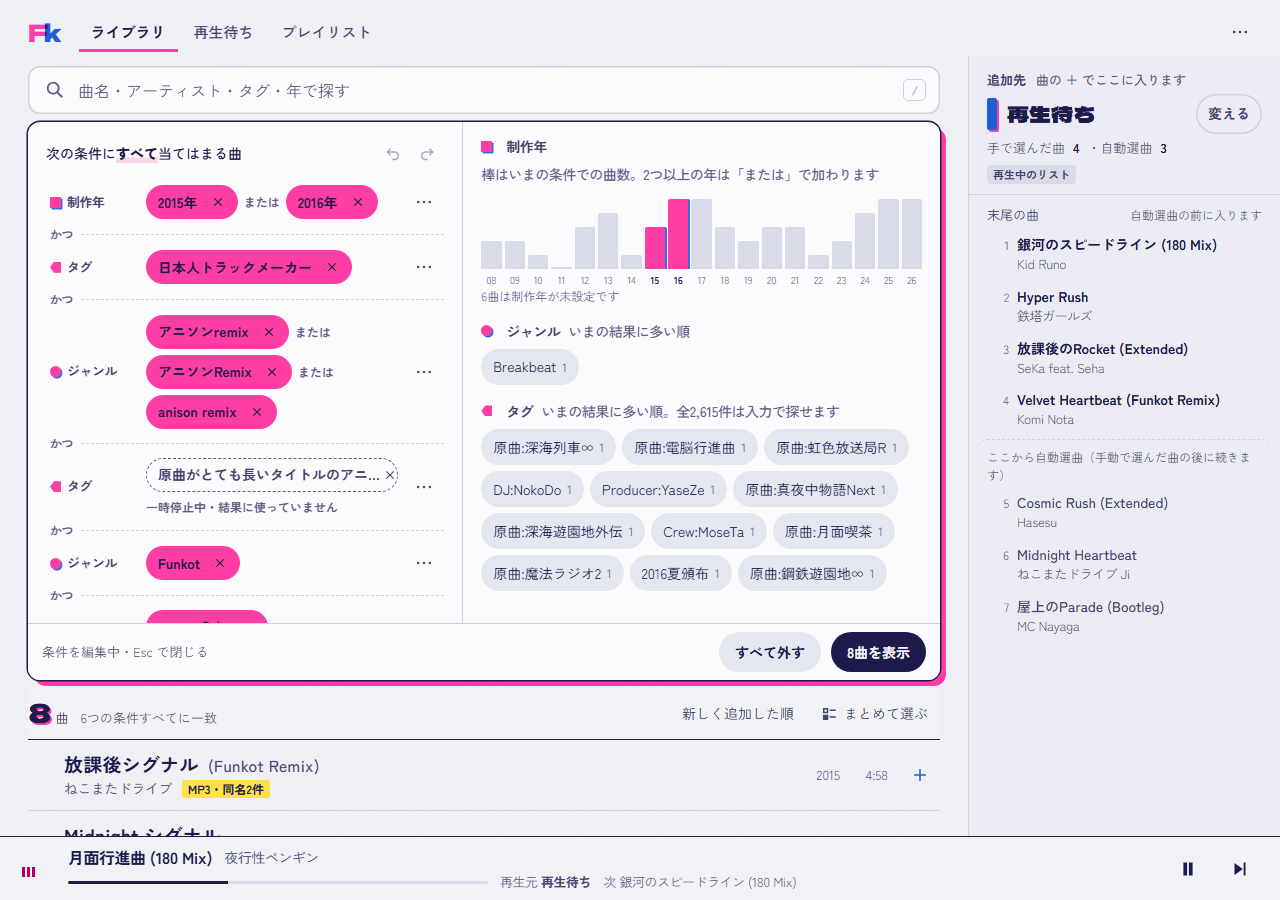 Fk
ライブラリ
再生待ち
プレイリスト
曲名・アーティスト・タグ・年で探す
/
次の条件にすべて当てはまる曲
制作年
2015年 × または 2016年 ×
かつ
タグ
日本人トラックメーカー ×
かつ
ジャンル
アニソンremix × または
アニソンRemix × または
anison remix ×
かつ
タグ
原曲がとても長いタイトルのアニ... ×
一時停止中・結果に使っていません
かつ
ジャンル
Funkot ×
かつ
制作年
棒はいまの条件での曲数。2つ以上の年は「または」で加わります
08 09 10 11 12 13 14 15 16 17 18 19 20 21 22 23 24 25 26
6曲は制作年が未設定です
ジャンル いまの結果に多い順
Breakbeat 1
タグ いまの結果に多い順。全2,615件は入力で探せます
原曲:深海列車∞ 1 原曲:電脳行進曲 1 原曲:虹色放送局R 1
DJ:NokoDo 1 Producer:YaseZe 1 原曲:真夜中物語Next 1
原曲:深海遊園地外伝 1 Crew:MoseTa 1 原曲:月面喫茶 1
原曲:魔法ラジオ2 1 2016夏頒布 1 原曲:鋼鉄遊園地∞ 1
条件を編集中・Esc で閉じる
すべて外す
8曲を表示
8 曲 6つの条件すべてに一致
新しく追加した順
まとめて選ぶ
放課後シグナル (Funkot Remix)
ねこまたドライブ MP3・同名2件
2015 4:58 +
Midnight シグナル
追加先 曲の + でここに入ります
再生待ち
変える
手で選んだ曲 4 ・自動選曲 3
再生中のリスト
末尾の曲
自動選曲の前に入ります
1 銀河のスピードライン (180 Mix)
Kid Runo
2 Hyper Rush
鉄塔ガールズ
3 放課後のRocket (Extended)
SeKa feat. Seha
4 Velvet Heartbeat (Funkot Remix)
Komi Nota
ここから自動選曲（手動で選んだ曲の後に続きま
す）
5 Cosmic Rush (Extended)
Hasesu
6 Midnight Heartbeat
ねこまたドライブ Ji
7 屋上のParade (Bootleg)
MC Nayaga
月面行進曲 (180 Mix) 夜行性ペンギン
再生元 再生待ち 次 銀河のスピードライン (180 Mix)